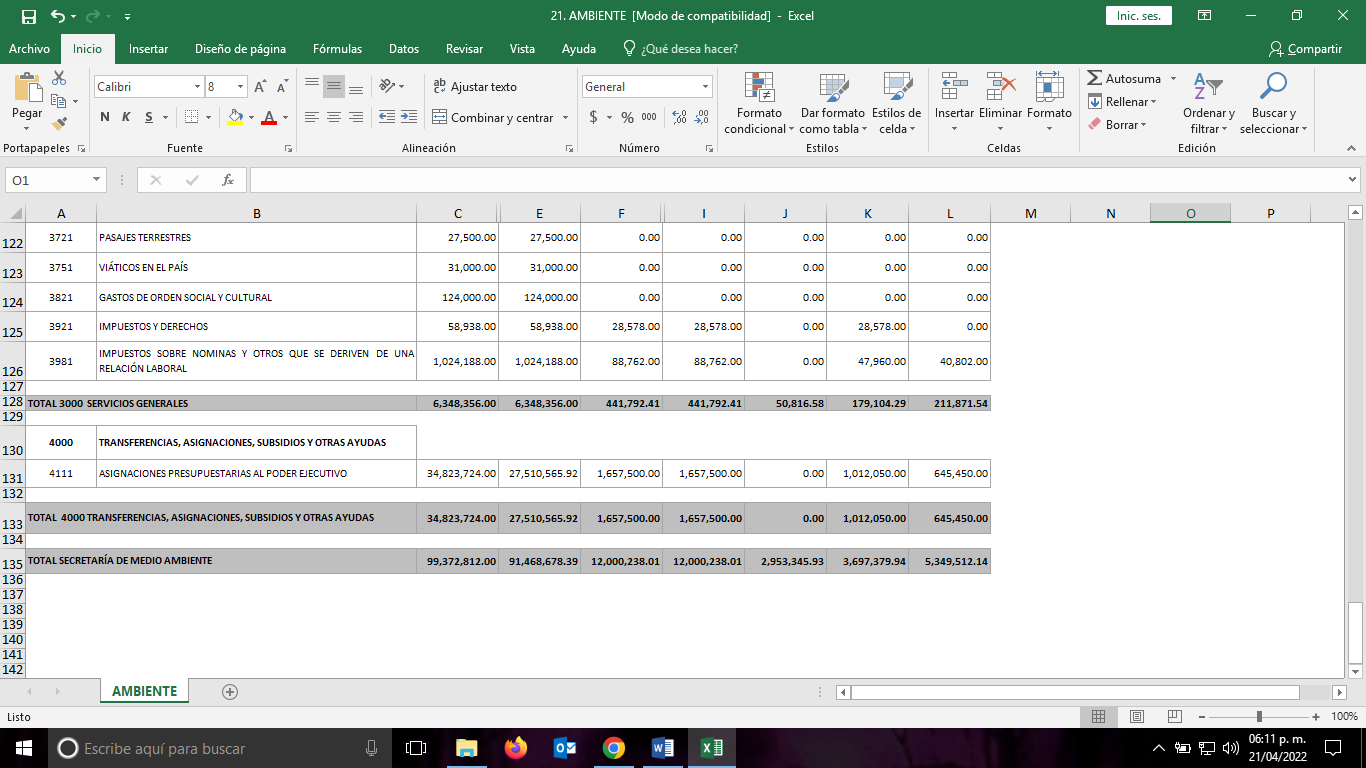 21. AMBIENTE [Modo de compatibilidad] - Excel
Inic. ses.
Archivo Inicio Insertar Diseño de página Fórmulas Datos Revisar Vista Ayuda ¿Qué desea hacer? Compartir
Pegar
Portapapeles
Calibri 8
N K S
Fuente
Ajustar texto
Combinar y centrar
Alineación
General
$ % 000
Número
Formato condicional
Dar formato como tabla
Estilos de celda
Estilos
Insertar Eliminar Formato
Celdas
Autosuma
Rellenar
Borrar
Ordenar y filtrar
Buscar y seleccionar
Edición
O1 fx
A B C E F I J K L M N O P
122 3721 PASAJES TERRESTRES 27,500.00 27,500.00 0.00 0.00 0.00 0.00 0.00
123 3751 VIÁTICOS EN EL PAÍS 31,000.00 31,000.00 0.00 0.00 0.00 0.00 0.00
124 3821 GASTOS DE ORDEN SOCIAL Y CULTURAL 124,000.00 124,000.00 0.00 0.00 0.00 0.00 0.00
125 3921 IMPUESTOS Y DERECHOS 58,938.00 58,938.00 28,578.00 28,578.00 0.00 28,578.00 0.00
126 3981 IMPUESTOS SOBRE NOMINAS Y OTROS QUE SE DERIVEN DE UNA RELACIÓN LABORAL 1,024,188.00 1,024,188.00 88,762.00 88,762.00 0.00 47,960.00 40,802.00
127
128 TOTAL 3000 SERVICIOS GENERALES 6,348,356.00 6,348,356.00 441,792.41 441,792.41 50,816.58 179,104.29 211,871.54
129
130 4000 TRANSFERENCIAS, ASIGNACIONES, SUBSIDIOS Y OTRAS AYUDAS
131 4111 ASIGNACIONES PRESUPUESTARIAS AL PODER EJECUTIVO 34,823,724.00 27,510,565.92 1,657,500.00 1,657,500.00 0.00 1,012,050.00 645,450.00
132
133 TOTAL 4000 TRANSFERENCIAS, ASIGNACIONES, SUBSIDIOS Y OTRAS AYUDAS 34,823,724.00 27,510,565.92 1,657,500.00 1,657,500.00 0.00 1,012,050.00 645,450.00
134
135 TOTAL SECRETARÍA DE MEDIO AMBIENTE 99,372,812.00 91,468,678.39 12,000,238.01 12,000,238.01 2,953,345.93 3,697,379.94 5,349,512.14
136
137
138
139
140
141
142
AMBIENTE
Listo 100%
Escribe aquí para buscar
06:11 p. m.
21/04/2022